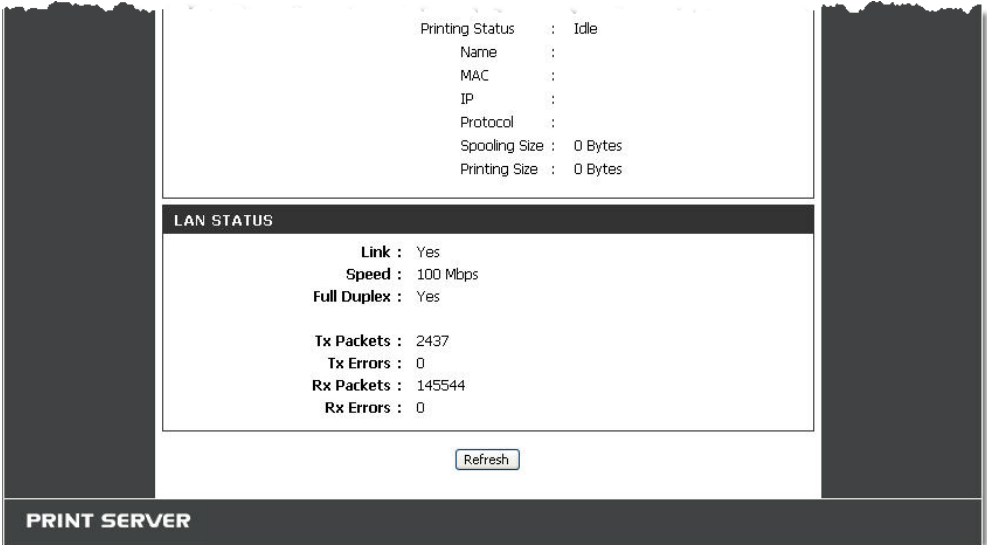 Printing Status : Idle
Name :
MAC :
IP :
Protocol :
Spooling Size : 0 Bytes
Printing Size : 0 Bytes
LAN STATUS
Link : Yes
Speed : 100 Mbps
Full Duplex : Yes
Tx Packets : 2437
Tx Errors : 0
Rx Packets : 145544
Rx Errors : 0
Refresh
PRINT SERVER